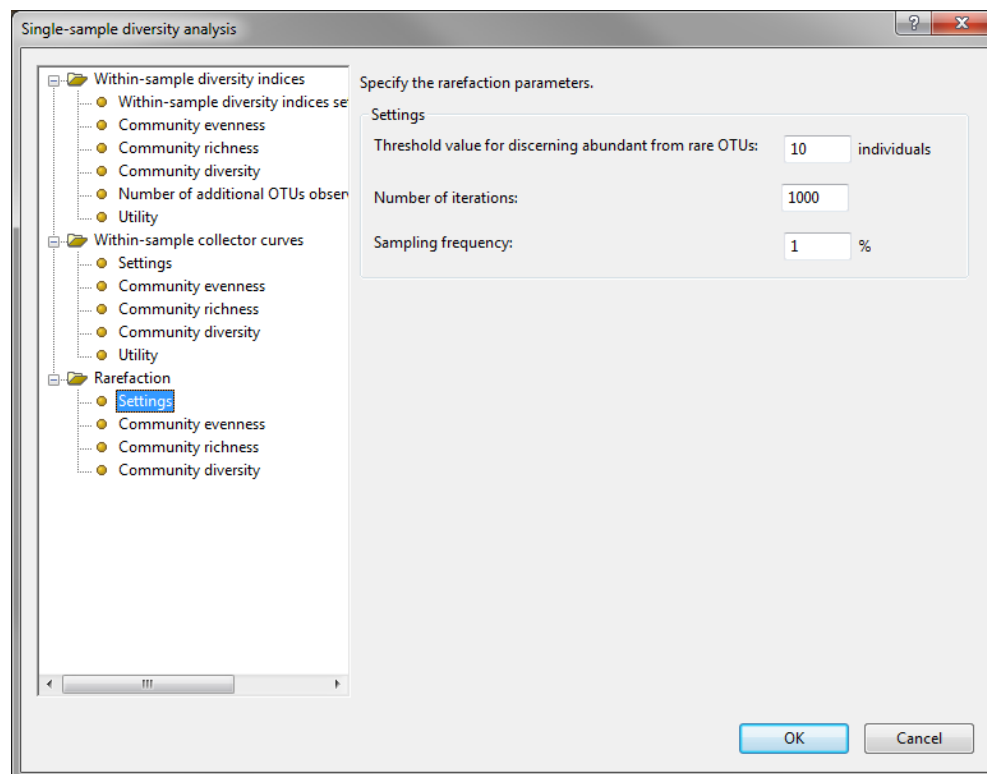 Single-sample diversity analysis
Within-sample diversity indices
Within-sample diversity indices se
Community evenness
Community richness
Community diversity
Number of additional OTUs obser
Utility
Within-sample collector curves
Settings
Community evenness
Community richness
Community diversity
Utility
Rarefaction
Settings
Community evenness
Community richness
Community diversity
Specify the rarefaction parameters.
Settings
Threshold value for discerning abundant from rare OTUs: 10 individuals
Number of iterations: 1000
Sampling frequency: 1 %
OK Cancel